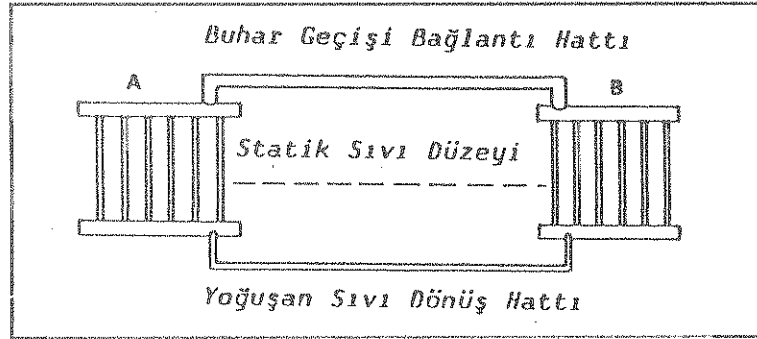 Buhar Geçişi Bağlantı Hattı
A
B
Statik Sıvı Düzeyi
Yoğuşan Sıvı Dönüş Hattı